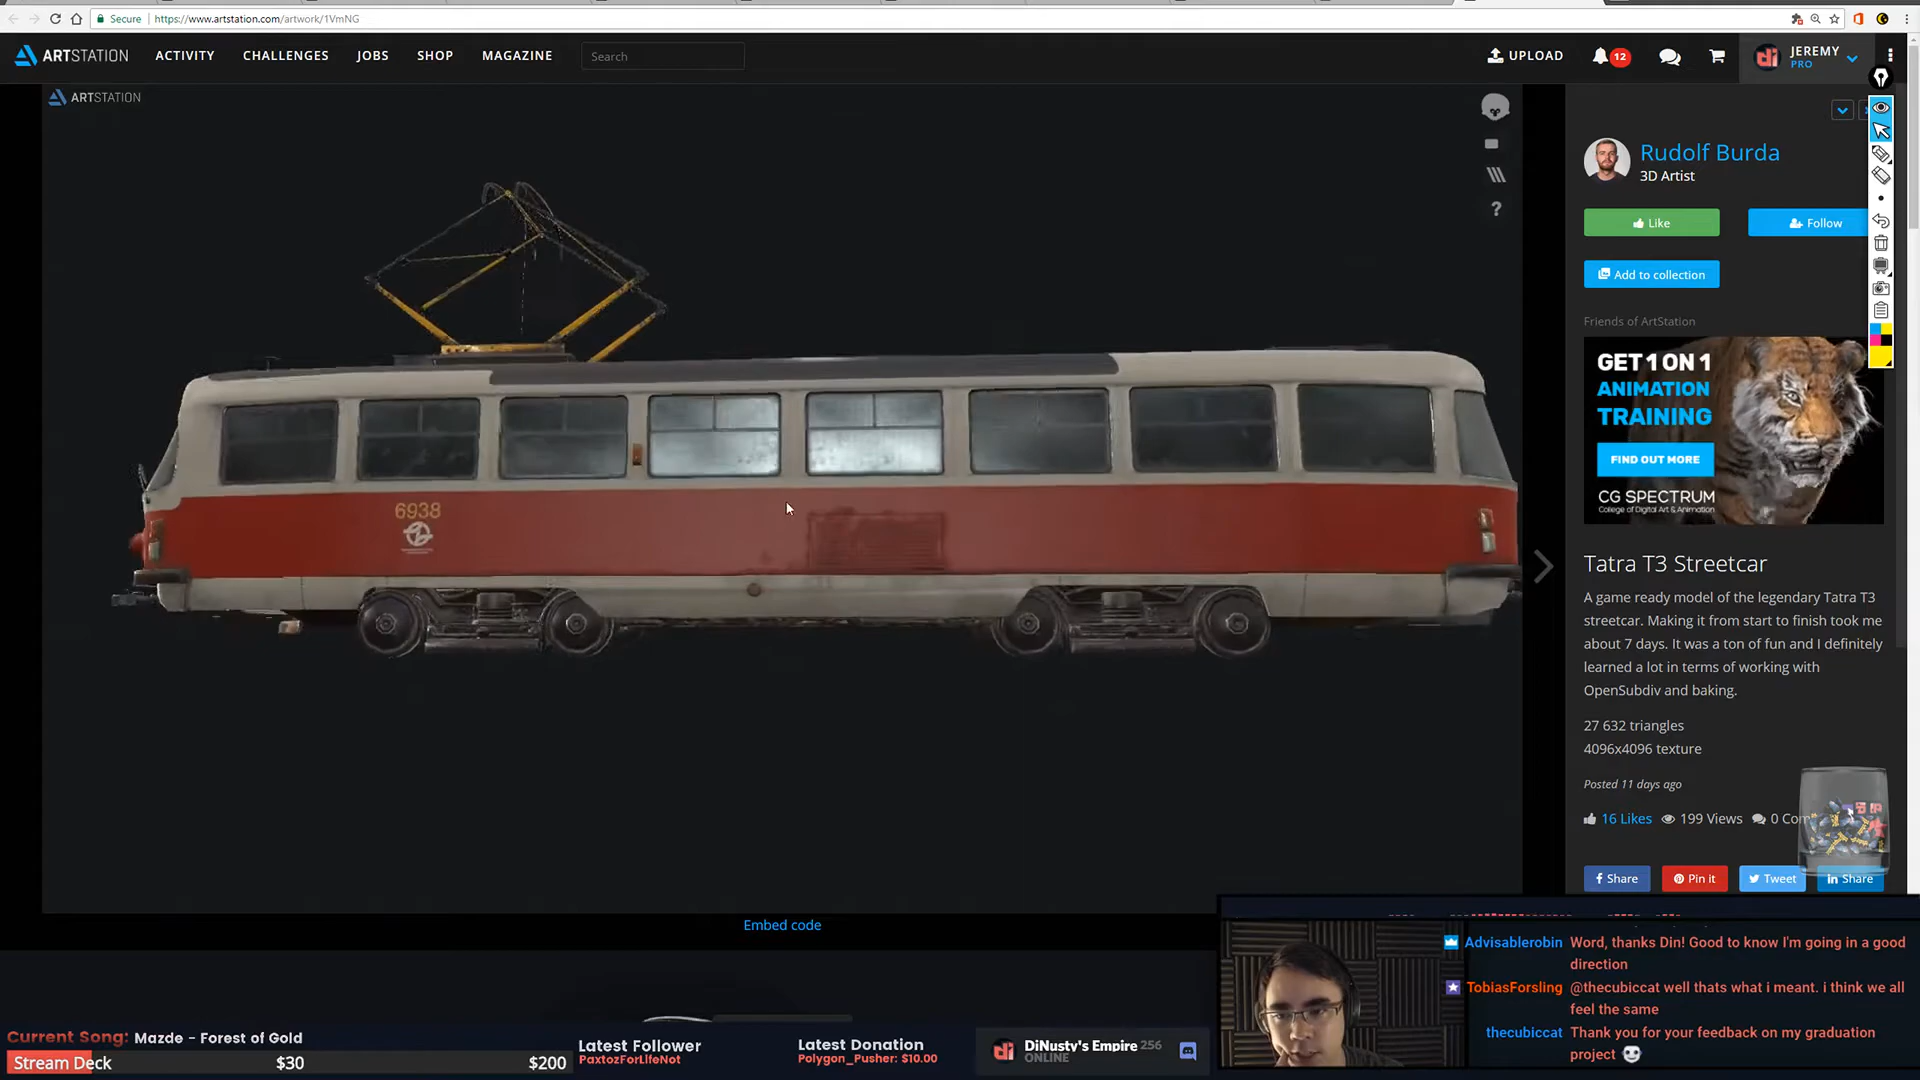 Secure
https://www.artstation.com/artwork/1VmNG
ARTSTATION
ACTIVITY
CHALLENGES
JOBS
SHOP
MAGAZINE
Search
UPLOAD
12
JEREMY
PRO
ARTSTATION
?
6938
Rudolf Burda
3D Artist
Like
Follow
Add to collection
Friends of ArtStation
GET 1 ON 1
ANIMATION
TRAINING
FIND OUT MORE
CG SPECTRUM
College of Digital Art & Animation
Tatra T3 Streetcar
A game ready model of the legendary Tatra T3
streetcar. Making it from start to finish took me
about 7 days. It was a ton of fun and I definitely
learned a lot in terms of working with
OpenSubdiv and baking.
27 632 triangles
4096x4096 texture
Posted 11 days ago
16 Likes
199 Views
0 Com
Share
Pin it
Tweet
Share
Embed code
Advisablerobin Word, thanks Din! Good to know I'm going in a good
direction
TobiasForsling @thecubiccat well thats what i meant. i think we all
feel the same
thecubiccat Thank you for your feedback on my graduation
project
Current Song: Mazde - Forest of Gold
Stream Deck
$30
$200
Latest Follower
PaxtozForLifeNot
Latest Donation
Polygon_Pusher: $10.00
DiNusty's Empire 256
ONLINE